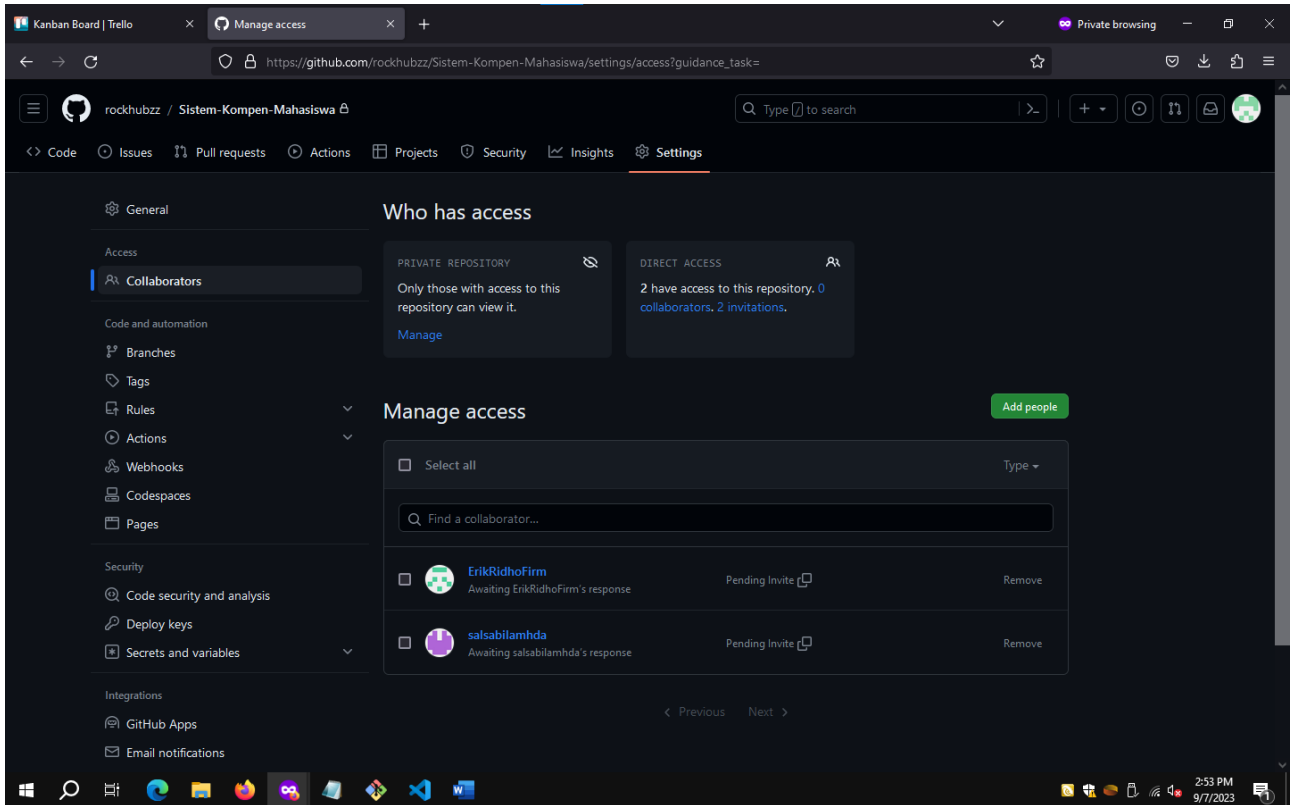 Kanban Board | Trello
Manage access
Private browsing
https://github.com/rockhubzz/Sistem-Kompen-Mahasiswa/settings/access?guidance_task=
rockhubzz / Sistem-Kompen-Mahasiswa
Type / to search
Code
Issues
Pull requests
Actions
Projects
Security
Insights
Settings
General
Access
Collaborators
Code and automation
Branches
Tags
Rules
Actions
Webhooks
Codespaces
Pages
Security
Code security and analysis
Deploy keys
Secrets and variables
Integrations
GitHub Apps
Email notifications
Who has access
PRIVATE REPOSITORY
Only those with access to this
repository can view it.
Manage
DIRECT ACCESS
2 have access to this repository. 0
collaborators. 2 invitations.
Manage access
Add people
Select all
Type
Find a collaborator...
ErikRidhoFirm
Awaiting ErikRidhoFirm's response
Pending Invite
Remove
salsabilamhda
Awaiting salsabilamhda's response
Pending Invite
Remove
Previous
Next
2:53 PM
9/7/2023
1